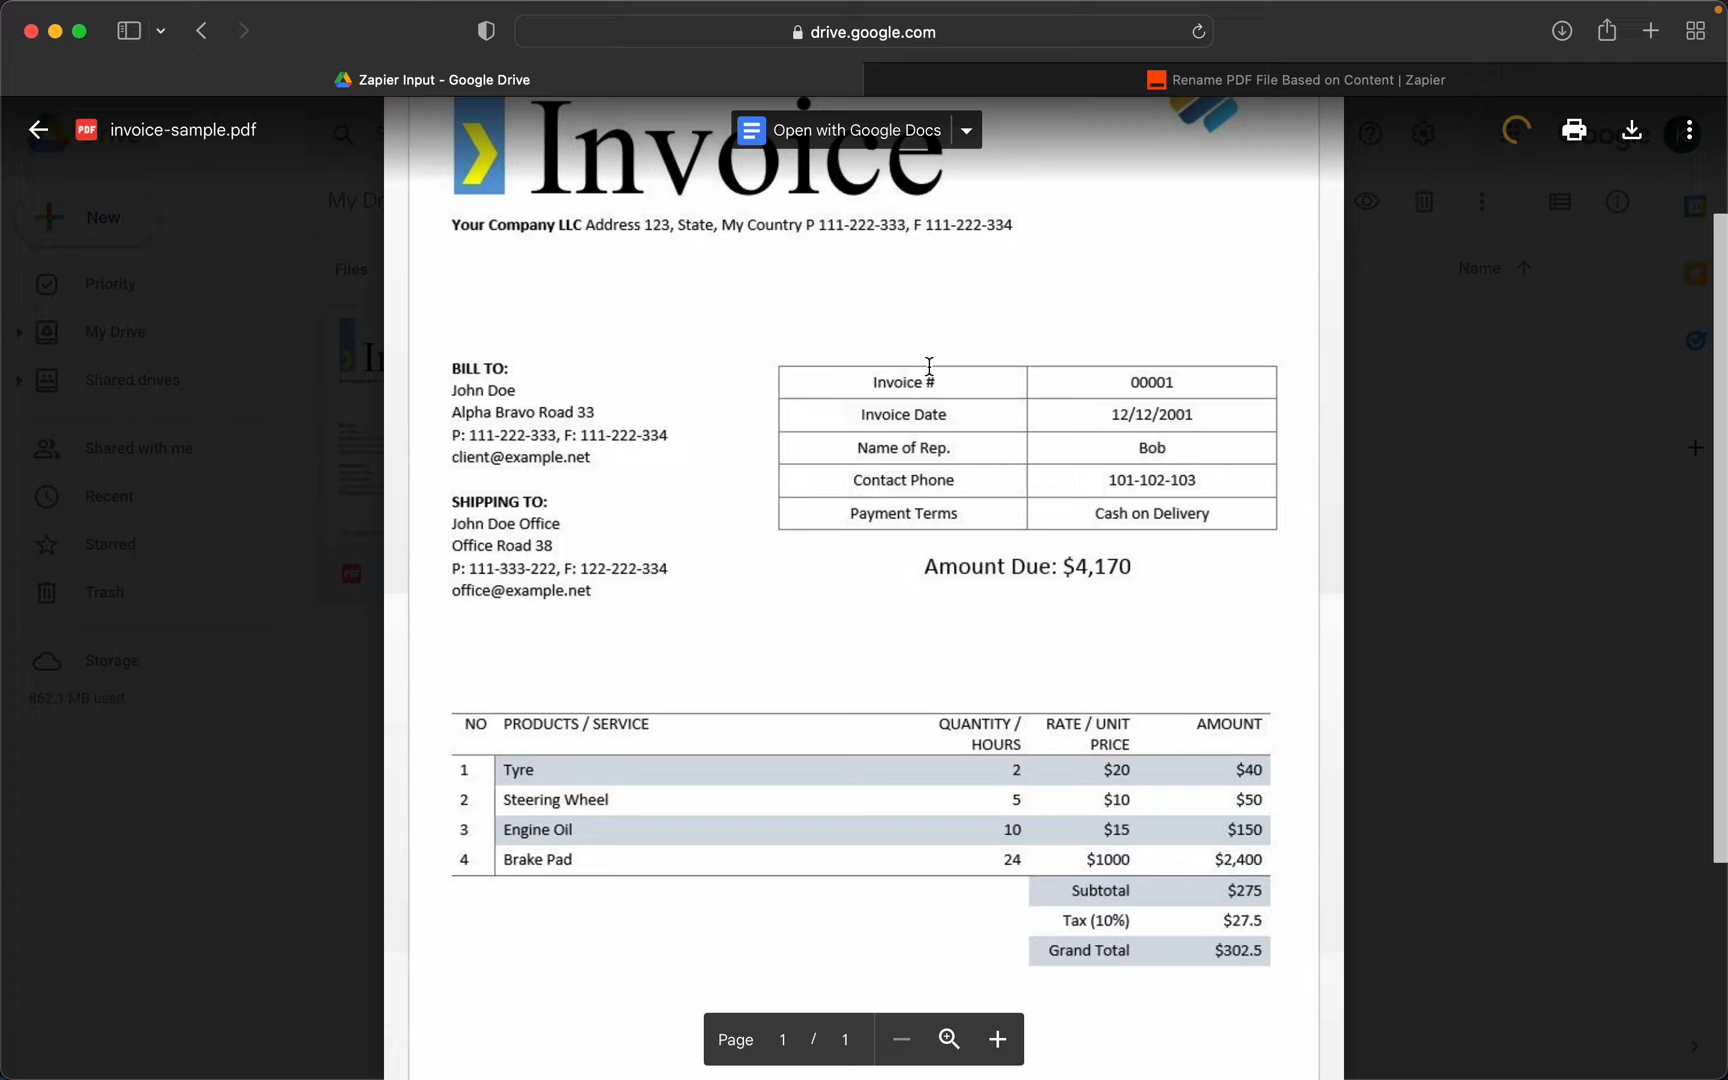 drive.google.com
Zapier Input - Google Drive
Rename PDF File Based on Content | Zapier
PDF
invoice-sample.pdf
Open with Google Docs
Invoice
Your Company LLC Address 123, State, My Country P 111-222-333, F 111-222-334
New
My Dr
Files
Name
Priority
My Drive
Shared drives
Shared with me
Recent
Starred
Trash
Storage
862.1 MB used
BILL TO:
John Doe
Alpha Bravo Road 33
P: 111-222-333, F: 111-222-334
client@example.net
SHIPPING TO:
John Doe Office
Office Road 38
P: 111-333-222, F: 122-222-334
office@example.net
Invoice # 00001
Invoice Date 12/12/2001
Name of Rep. Bob
Contact Phone 101-102-103
Payment Terms Cash on Delivery
Amount Due: $4,170
NO PRODUCTS / SERVICE QUANTITY / HOURS RATE / UNIT PRICE AMOUNT
1 Tyre 2 $20 $40
2 Steering Wheel 5 $10 $50
3 Engine Oil 10 $15 $150
4 Brake Pad 24 $1000 $2,400
Subtotal $275
Tax (10%) $27.5
Grand Total $302.5
Page 1 / 1